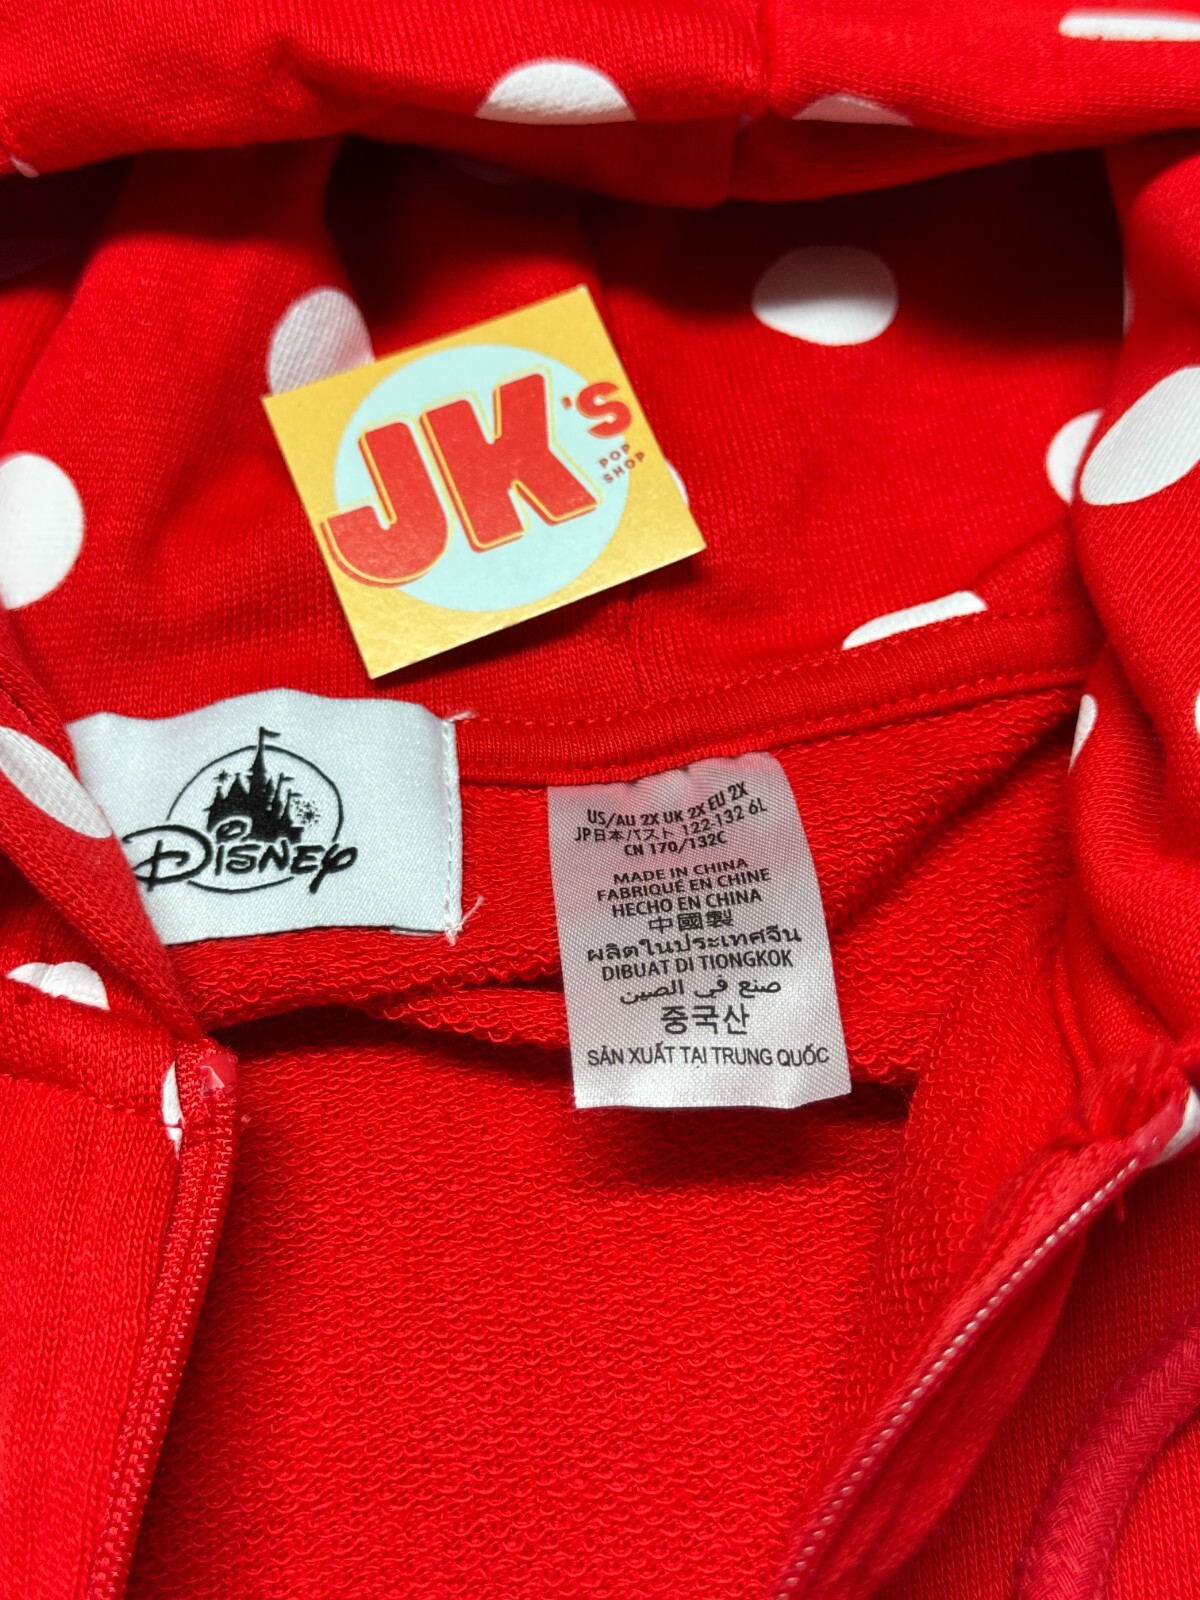 JK's
POP
SHOP
Disney
US/AU 2X UK 2X EU 2X
JP日本バスト 122-132 6L
CN 170/132C
MADE IN CHINA
FABRIQUÉ EN CHINE
HECHO EN CHINA
中國製
ผลิตในประเทศจีน
DIBUAT DI TIONGKOK
صنع في الصين
중국산
SẢN XUẤT TẠI TRUNG QUỐC